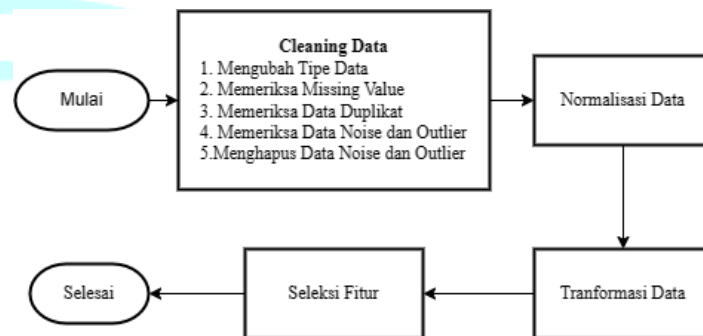 Mulai
Cleaning Data
1. Mengubah Tipe Data
2. Memeriksa Missing Value
3. Memeriksa Data Duplikat
4. Memeriksa Data Noise dan Outlier
5.Menghapus Data Noise dan Outlier
Normalisasi Data
Tranformasi Data
Seleksi Fitur
Selesai